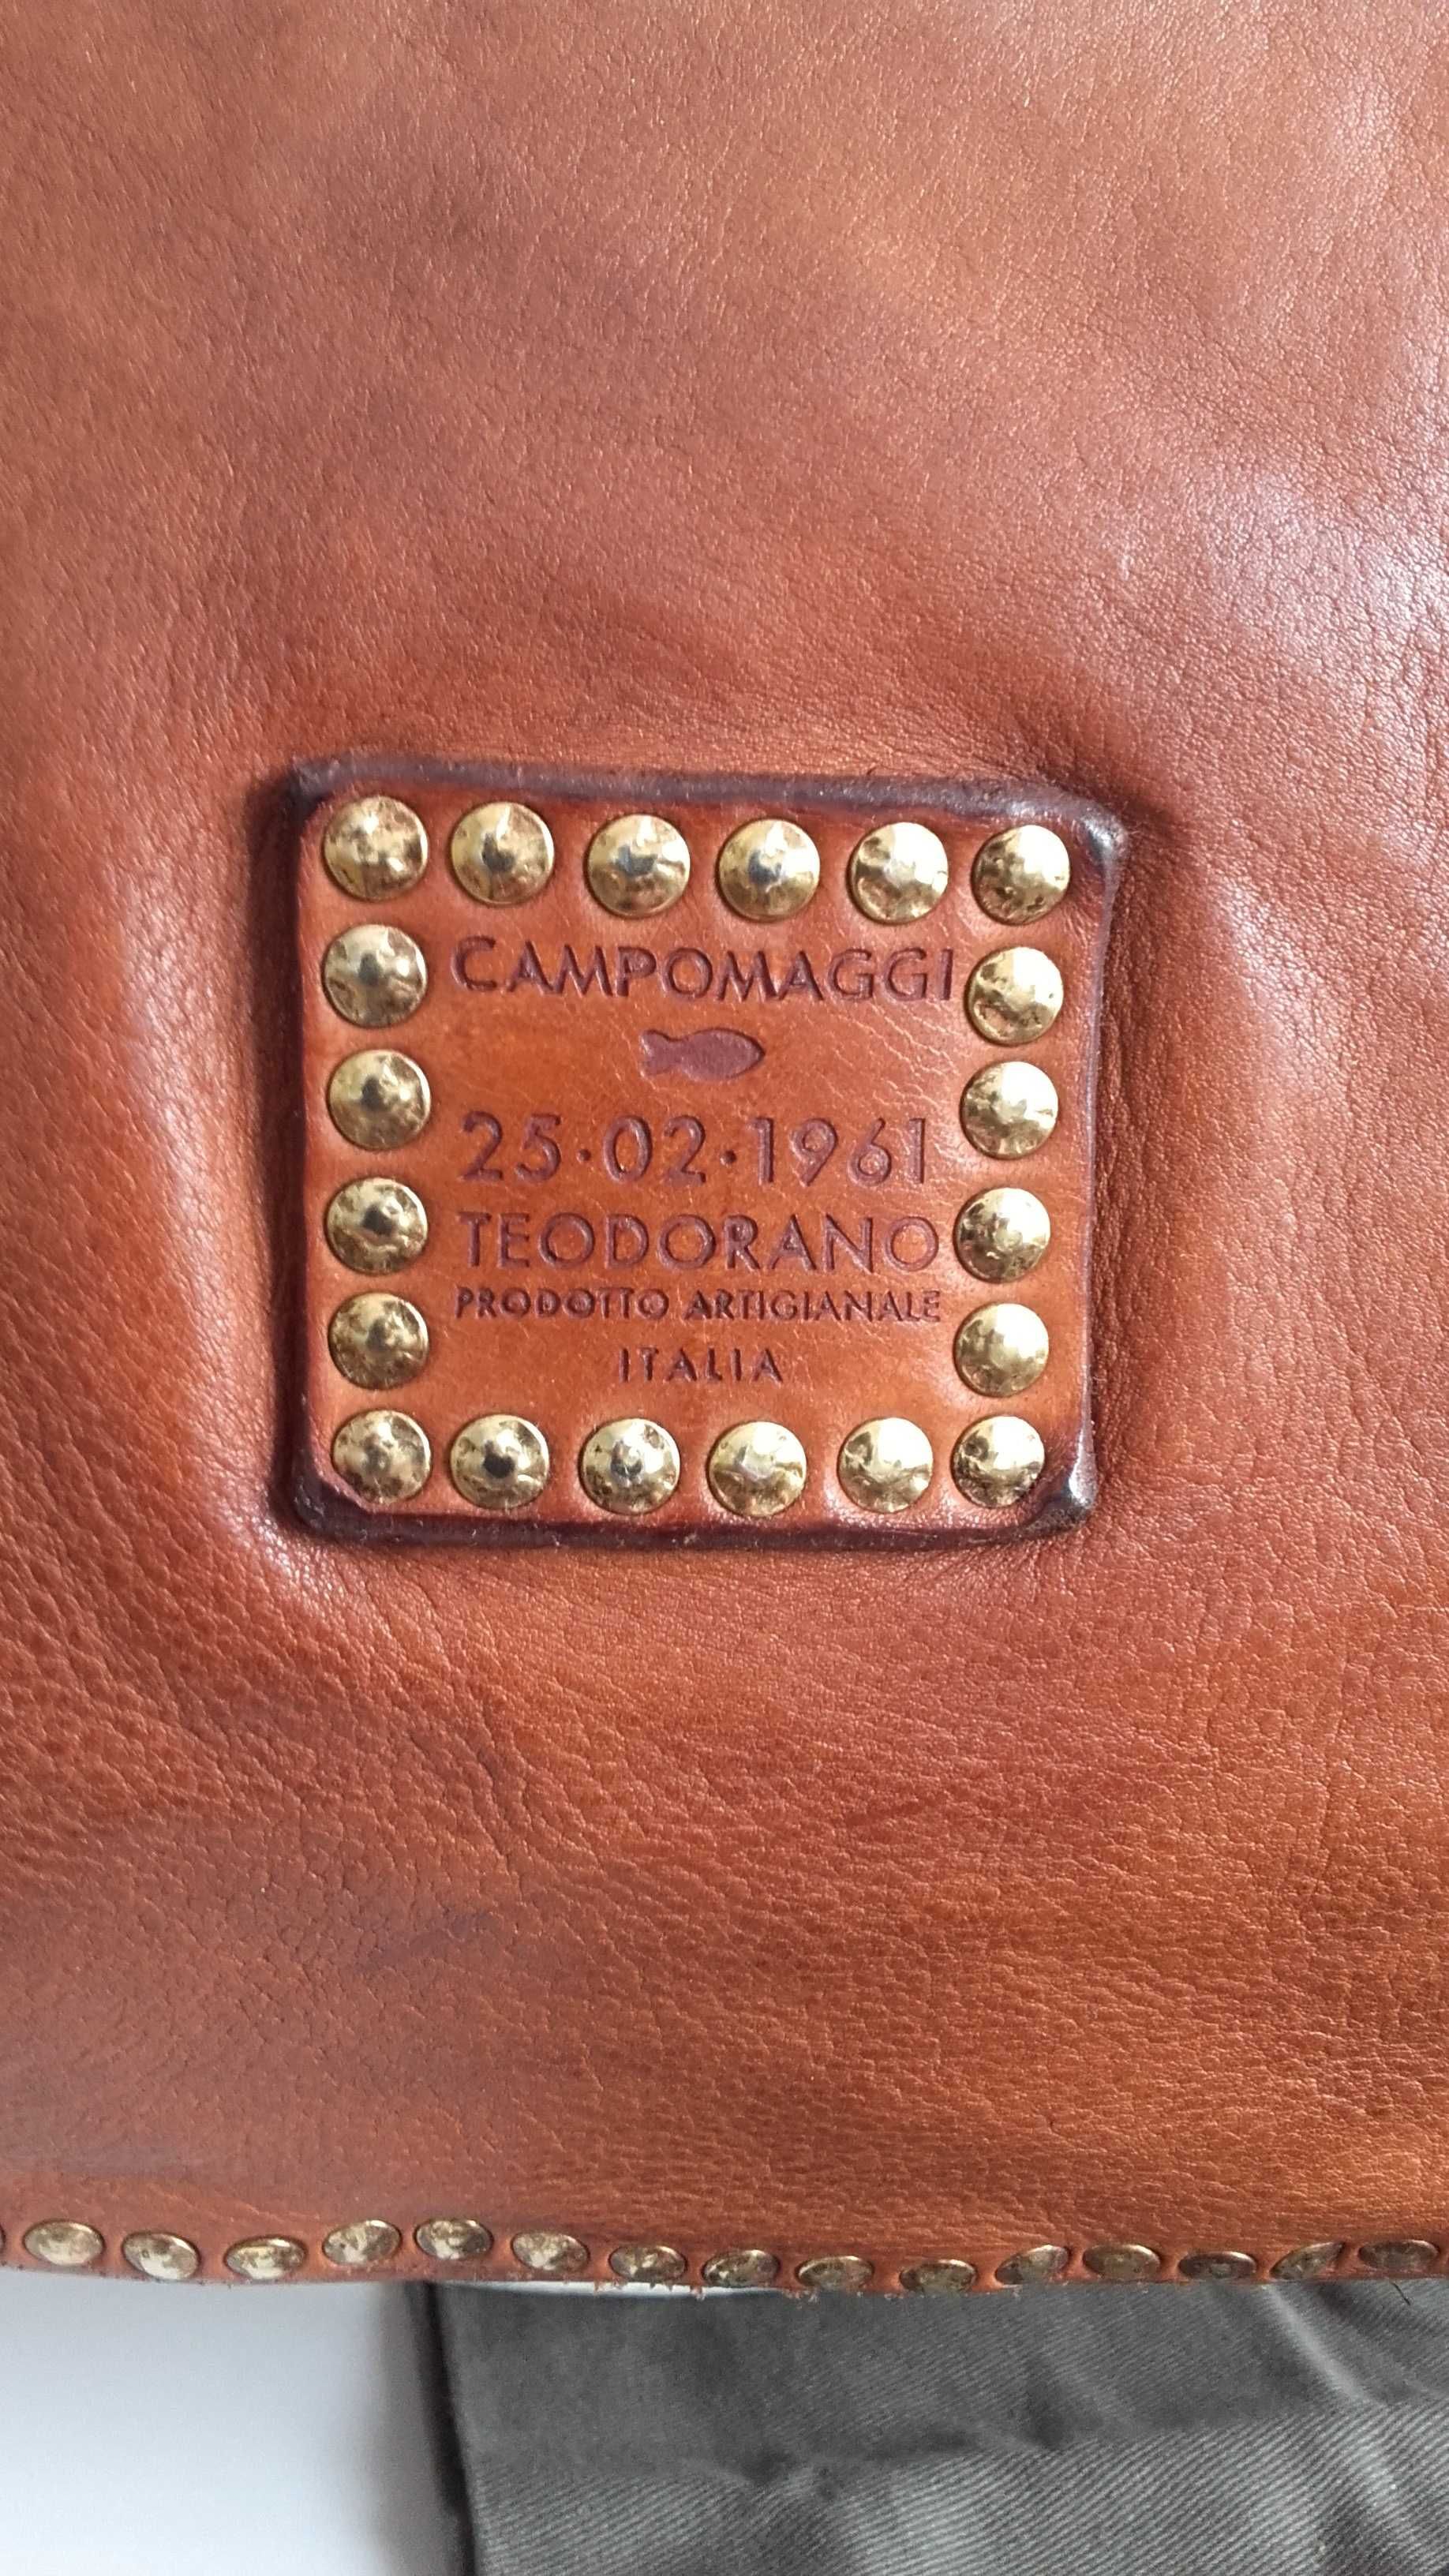 CAMPOMAGGI
25·02·1961
TEODORANO
PRODOTTO ARTIGIANALE
ITALIA